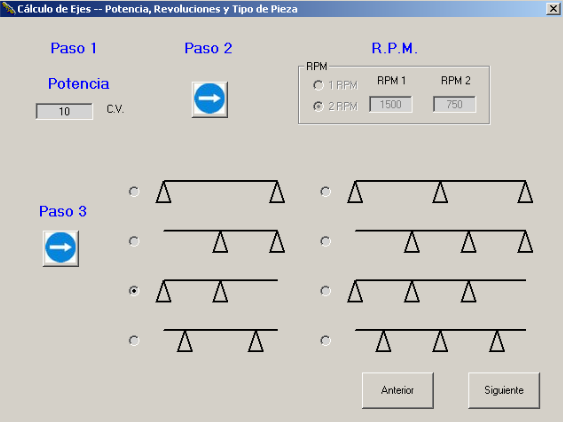 Cálculo de Ejes -- Potencia, Revoluciones y Tipo de Pieza
Paso 1
Paso 2
R.P.M.
RPM
Potencia
10
C.V.
1 RPM
RPM 1
RPM 2
2 RPM
1500
750
Paso 3
Anterior
Siguiente